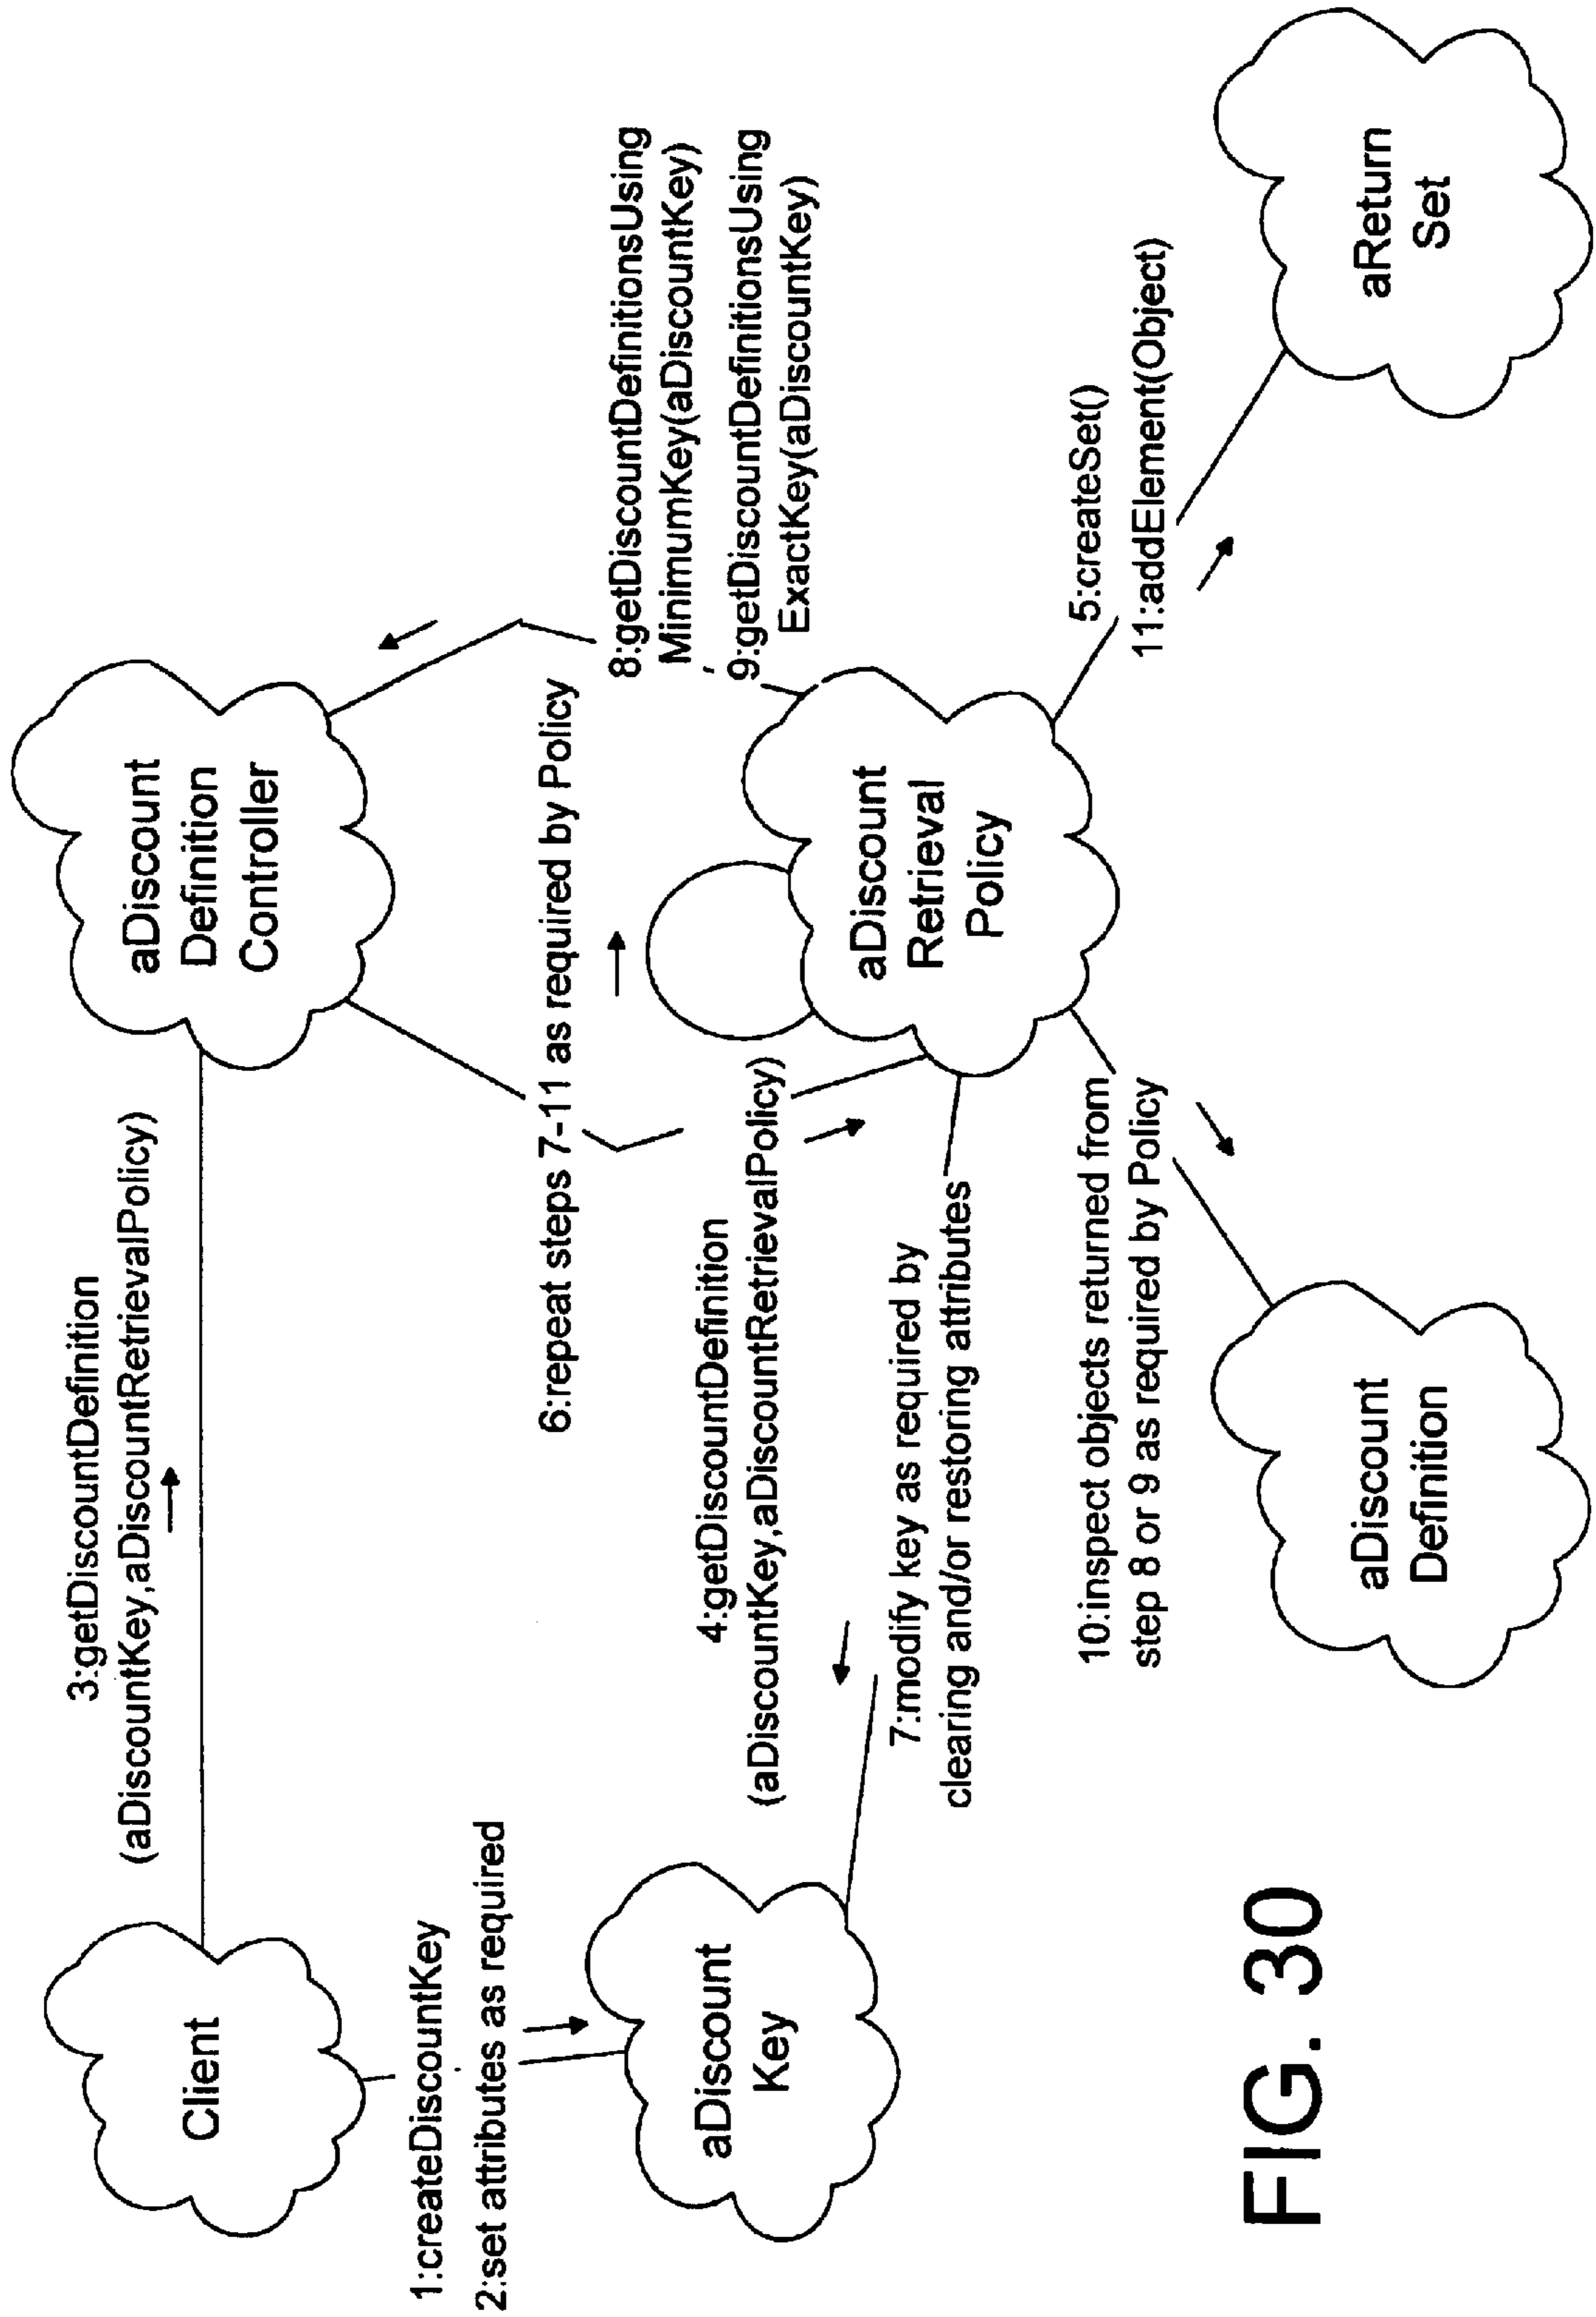 3:getDiscountDefinition
(aDiscountKey,aDiscountRetrievalPolicy)
Client
aDiscount
Definition
Controller
1:createDiscountKey
2:set attributes as required
6:repeat steps 7-11 as required by Policy
8:getDiscountDefinitionsUsing
MinimumKey(aDiscountKey)
9:getDiscountDefinitionsUsing
ExactKey(aDiscountKey)
4:getDiscountDefinition
(aDiscountKey,aDiscountRetrievalPolicy)
aDiscount
Key
aDiscount
Retrieval
Policy
7:modify key as required by
clearing and/or restoring attributes
5:createSet()
11:addElement(Object)
10:inspect objects returned from
step 8 or 9 as required by Policy
aDiscount
Definition
aReturn
Set
FIG. 30